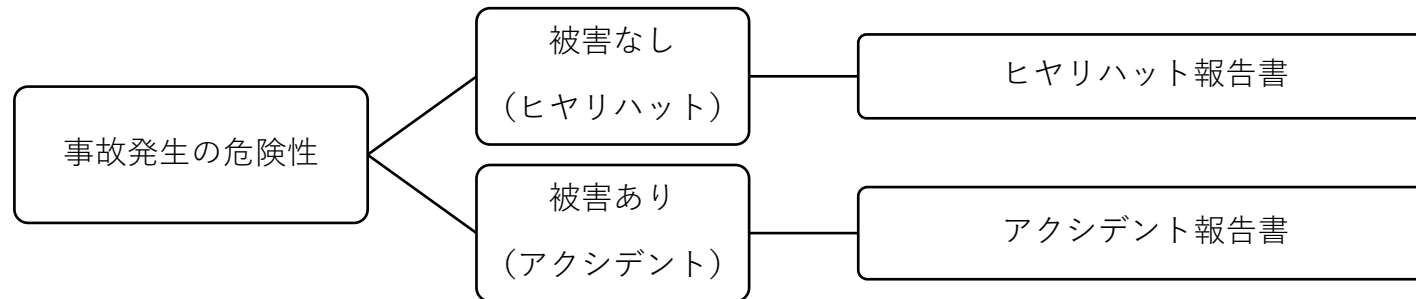 事故発生の危険性
被害なし
（ヒヤリハット）
ヒヤリハット報告書
被害あり
（アクシデント）
アクシデント報告書